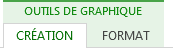 OUTILS DE GRAPHIQUE
CRÉATION FORMAT